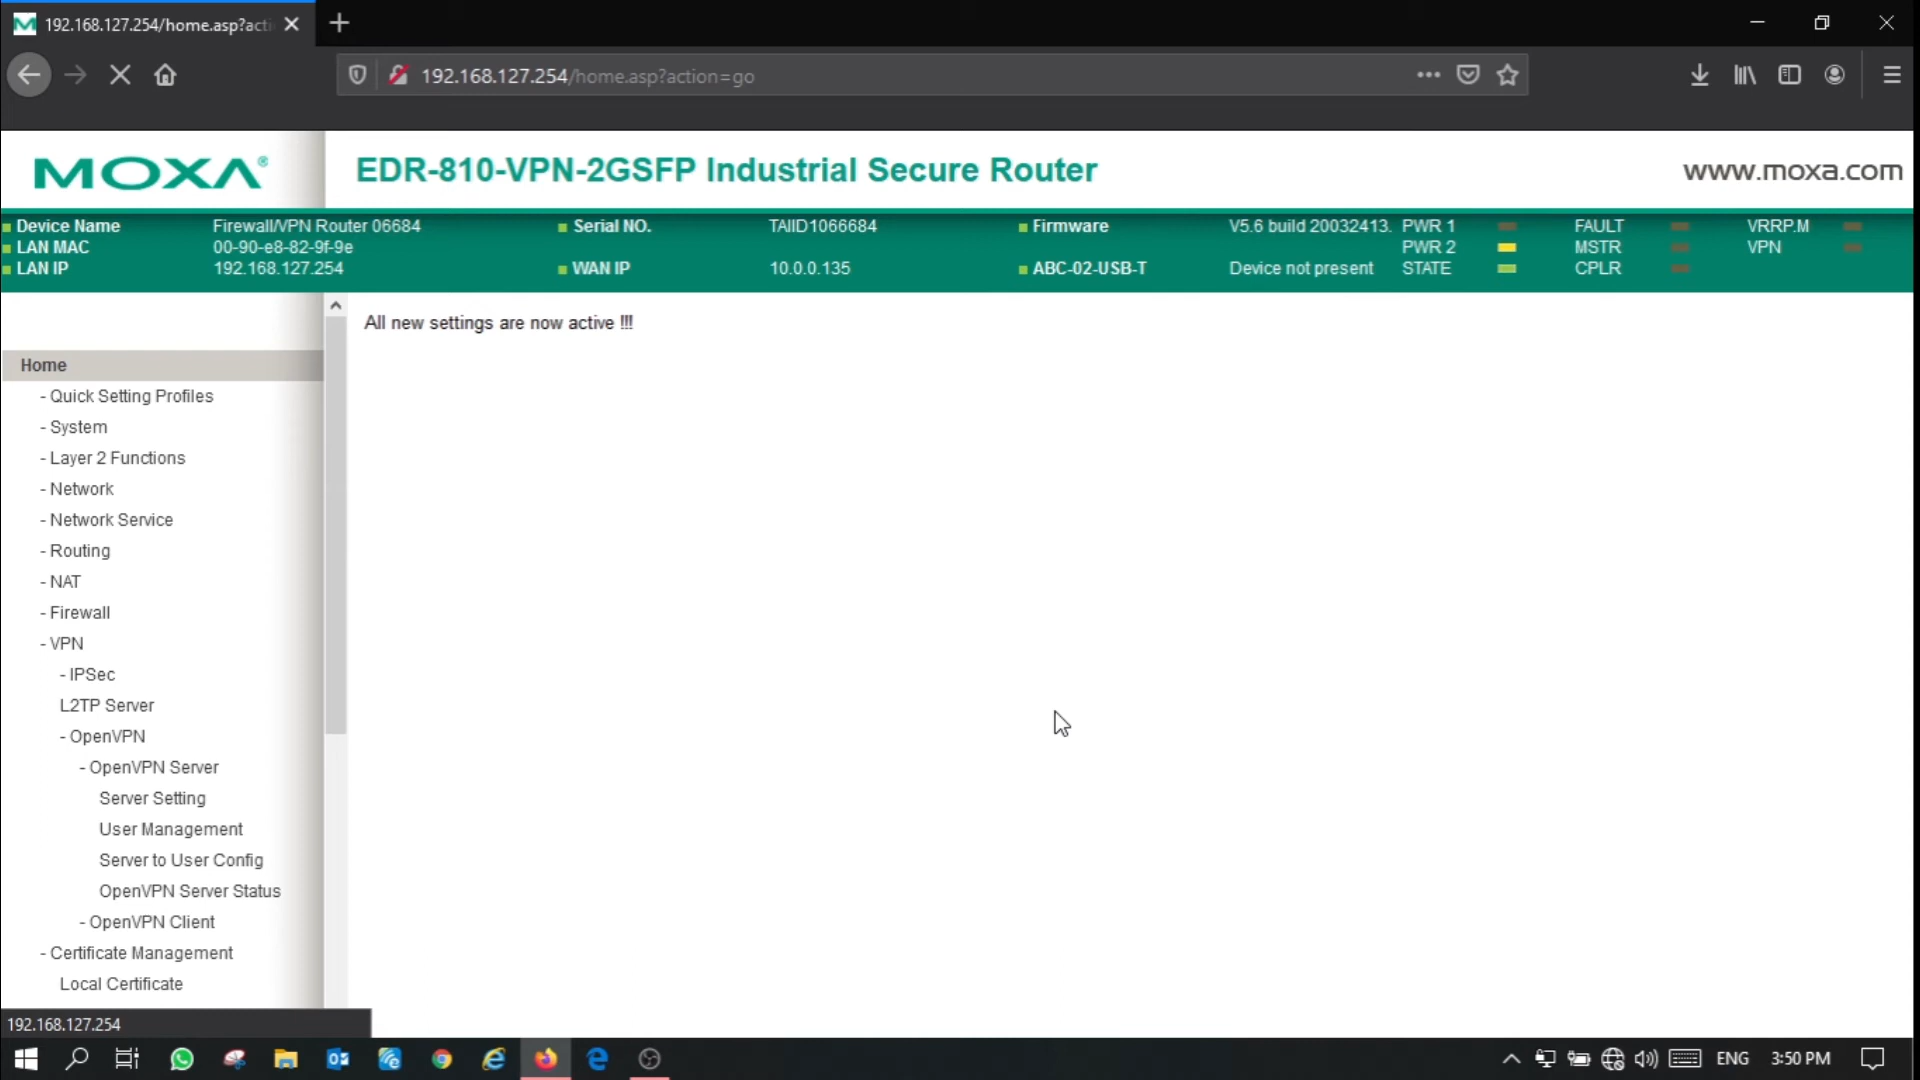 192.168.127.254/home.asp?acti
192.168.127.254/home.asp?action=go
MOXA®
EDR-810-VPN-2GSFP Industrial Secure Router
www.moxa.com
Device Name Firewall/VPN Router 06684 Serial NO. TAIID1066684 Firmware V5.6 build 20032413. PWR 1 FAULT VRRP.M
LAN MAC 00-90-e8-82-9f-9e PWR 2 MSTR VPN
LAN IP 192.168.127.254 WAN IP 10.0.0.135 ABC-02-USB-T Device not present STATE CPLR
All new settings are now active !!!
Home
- Quick Setting Profiles
- System
- Layer 2 Functions
- Network
- Network Service
- Routing
- NAT
- Firewall
- VPN
- IPSec
L2TP Server
- OpenVPN
- OpenVPN Server
Server Setting
User Management
Server to User Config
OpenVPN Server Status
- OpenVPN Client
- Certificate Management
Local Certificate
192.168.127.254
ENG 3:50 PM